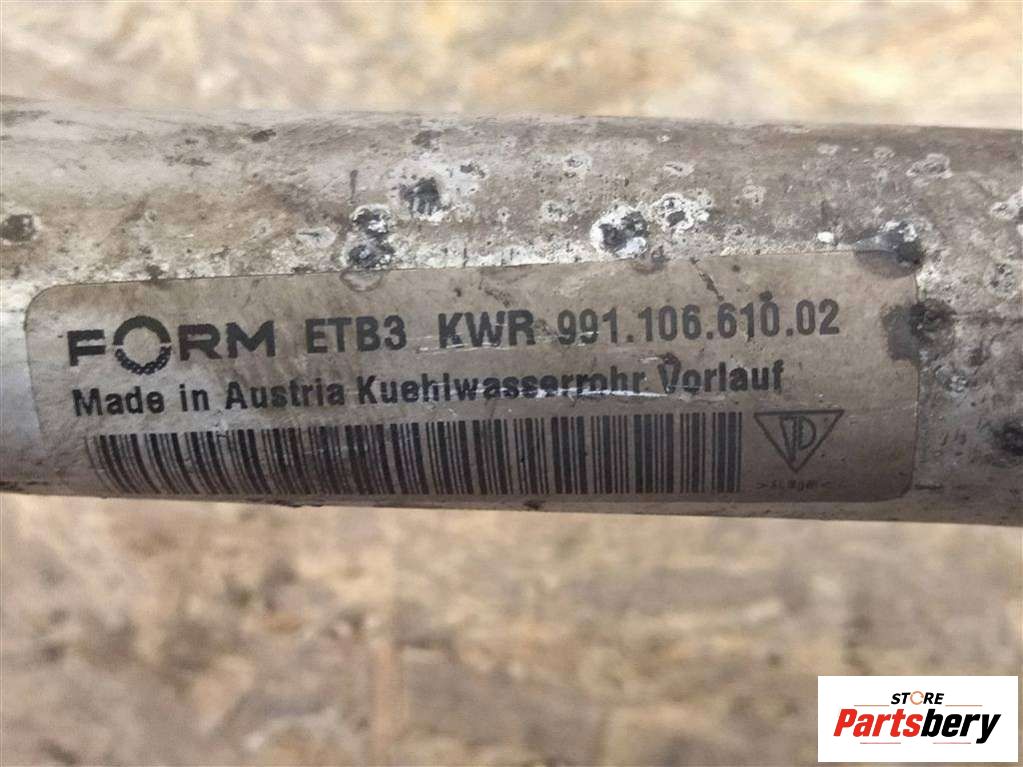 FORM ETB3 KWR 991.106.610.02
Made in Austria Kuehlwasserrohr Vorlauf
STORE
Partsbery